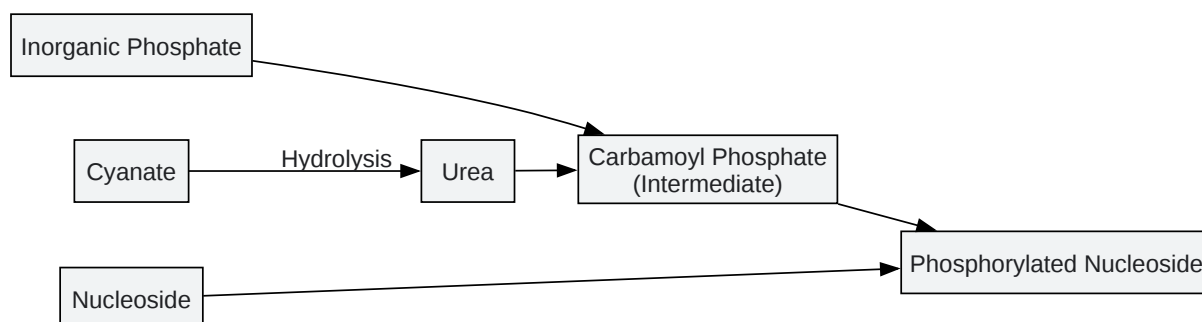 Inorganic Phosphate
Hydrolysis
Cyanate
Urea
Carbamoyl Phosphate
(Intermediate)
Phosphorylated Nucleoside
Nucleoside